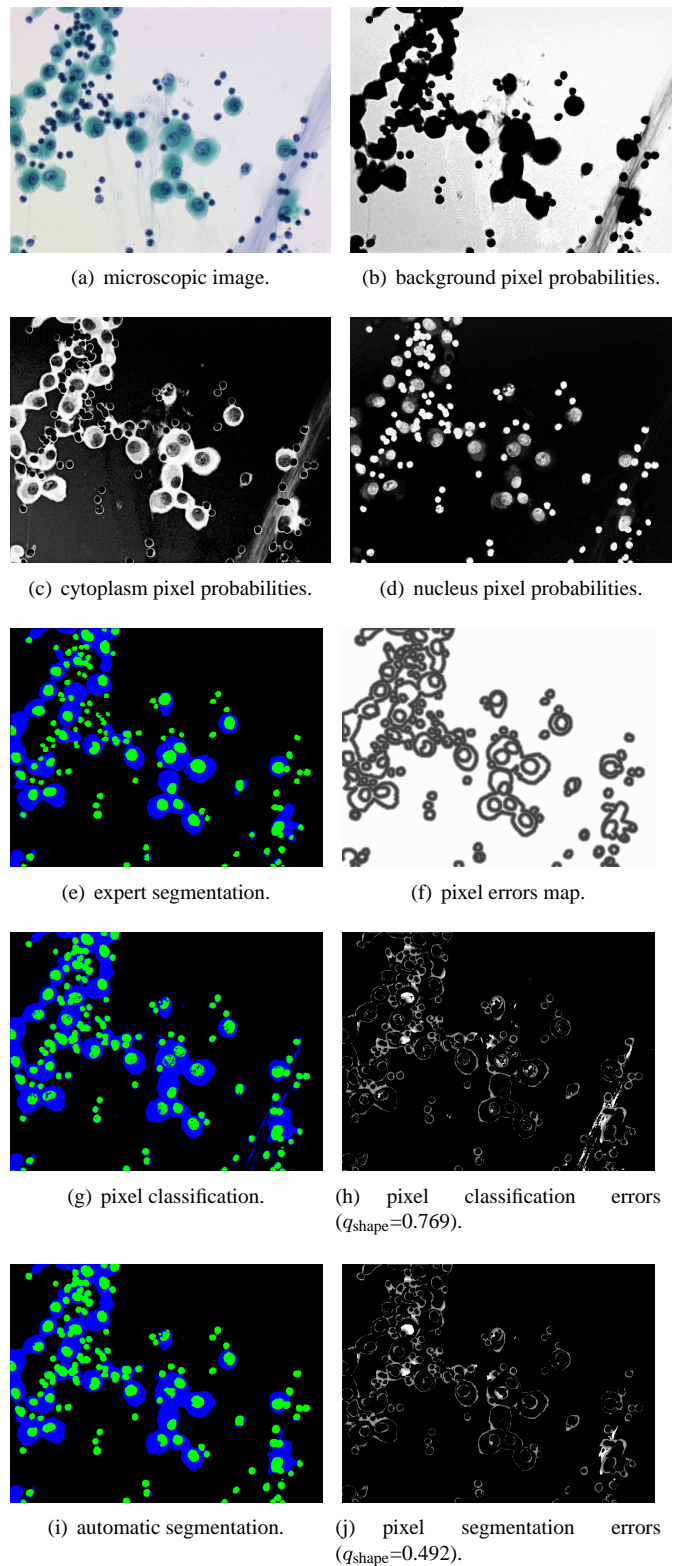 (a) microscopic image.
(b) background pixel probabilities.
(c) cytoplasm pixel probabilities.
(d) nucleus pixel probabilities.
(e) expert segmentation.
(f) pixel errors map.
(g) pixel classification.
(h) pixel classification errors
(qshape=0.769).
(i) automatic segmentation.
(j) pixel segmentation errors
(qshape=0.492).